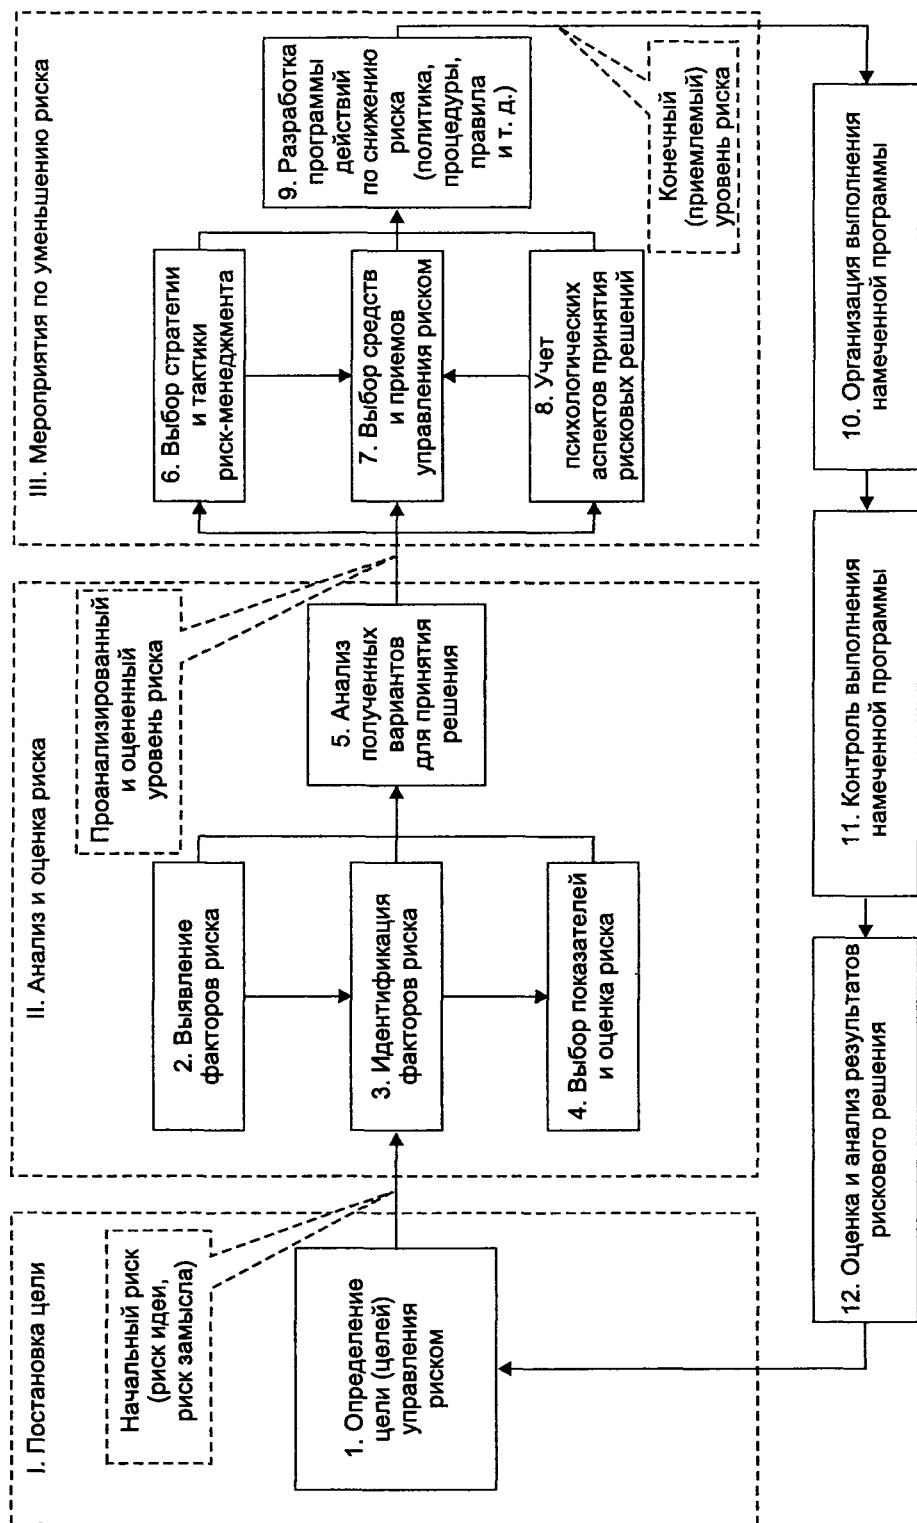 I. Постановка цели
Начальный риск
(риск идеи,
риск замысла)
1. Определение
цели (целей)
управления
риском
II. Анализ и оценка риска
Проанализированный
и оцененный
уровень риска
2. Выявление
факторов риска
3. Идентификация
факторов риска
4. Выбор показателей
и оценка риска
5. Анализ
полученных
вариантов
для принятия
решения
III. Мероприятия по уменьшению риска
6. Выбор стратегии
и тактики
риск-менеджмента
7. Выбор средств
и приемов
управления риском
8. Учет
психологических
аспектов принятия
рисковых решений
9. Разработка
программы
действий
по снижению
риска
(политика,
процедуры,
правила
и т. д.)
Конечный
(приемлемый)
уровень риска
10. Организация выполнения
намеченной программы
11. Контроль выполнения
намеченной программы
12. Оценка и анализ результатов
рискового решения